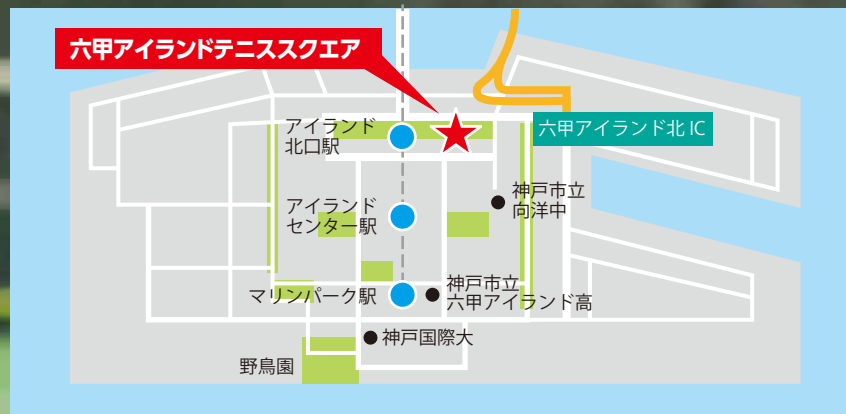 六甲アイランドテニススクエア
アイランド
北口駅
六甲アイランド北 IC
神戸市立
向洋中
アイランド
センター駅
神戸市立
六甲アイランド高
マリンパーク駅
神戸国際大
野鳥園